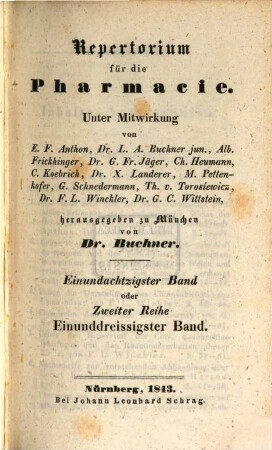 Repertorium
für die
Pharmacie.
Unter Mitwirkung
von
E. F. Anthon, Dr. L. A. Buchner jun., Alb.
Frickhinger, Dr. G. Fr. Jäger, Ch. Heumann,
C. Koebrich, Dr. X. Landerer, M. Petten-
kofer, G. Schnedermann, Th. v. Torosiewicz,
Dr. F. L. Winckler, Dr. G. C. Wittstein,
herausgegeben zu München
von
Dr. Buchner.
Einundachtzigster Band
oder
Zweiter Reihe
Einunddreissigster Band.
Nürnberg, 1843.
Bei Johann Leonhard Schrag.